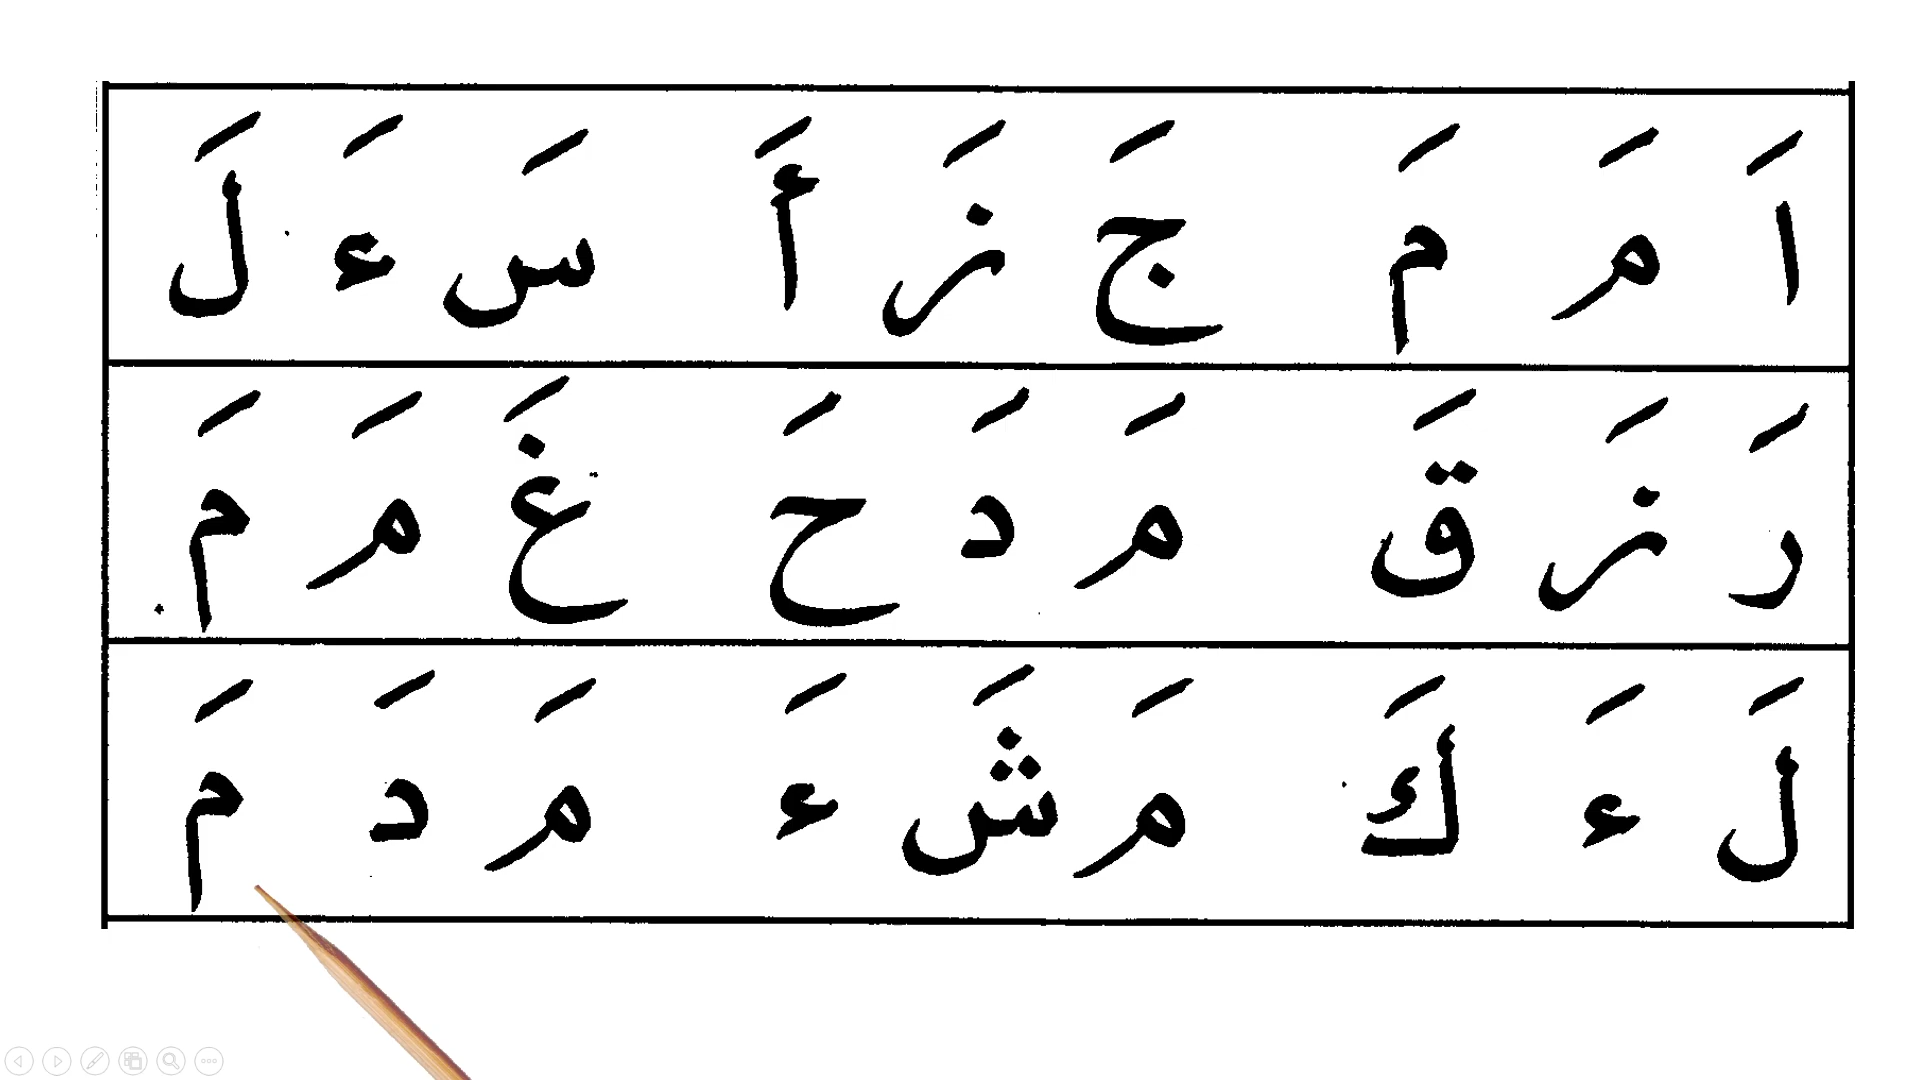 اَ مَ مَ جَ زَ أَ سَ ءَ لَ
رَ زَ قَ مَ دَ حَ غَ مَ مَ
لَ ءَ كَ مَ شَ ءَ مَ دَ مَ